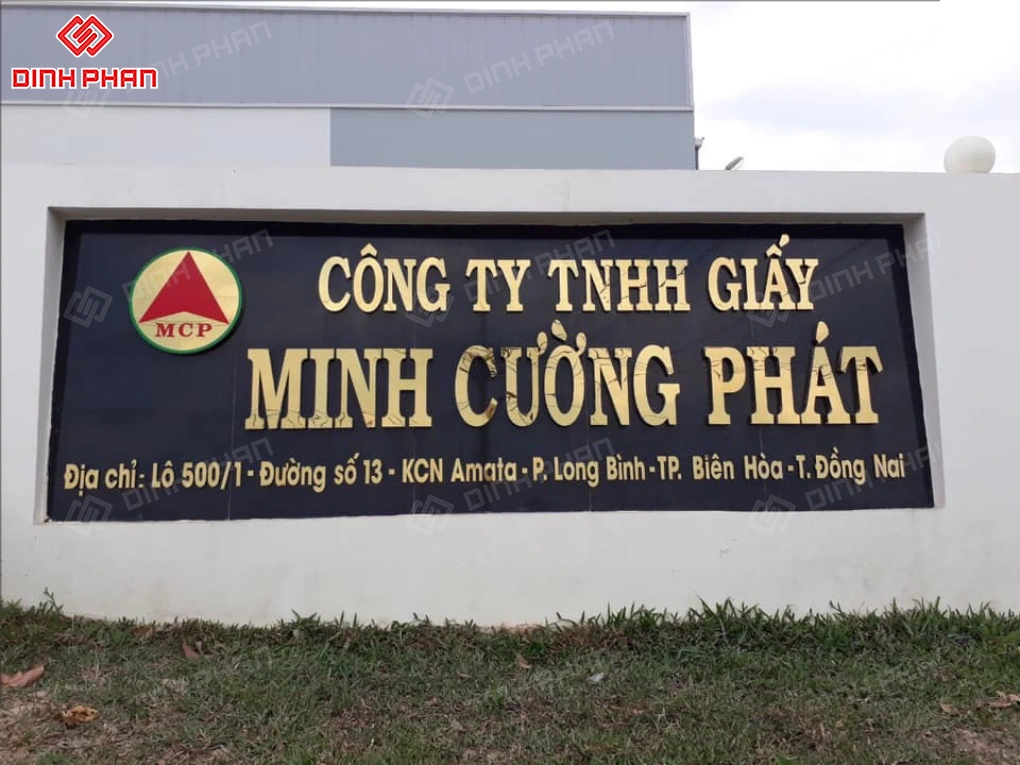 DINH PHAN
CÔNG TY TNHH GIẤY
MCP
MINH CƯỜNG PHÁT
Địa chỉ: Lô 500/1 - Đường số 13 - KCN Amata - P. Long Bình - TP. Biên Hòa - T. Đồng Nai